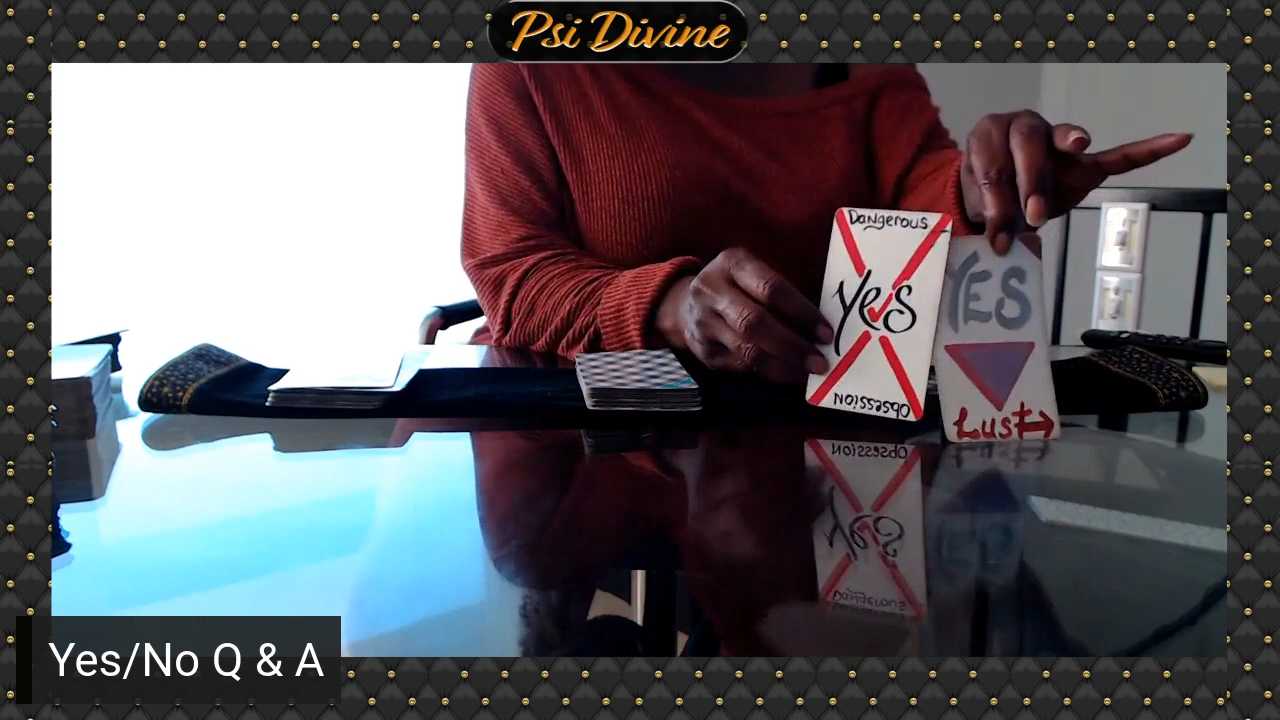 Psi Divine
Dangerous
Yes
Obsession
YES
Lust
Yes/No Q & A